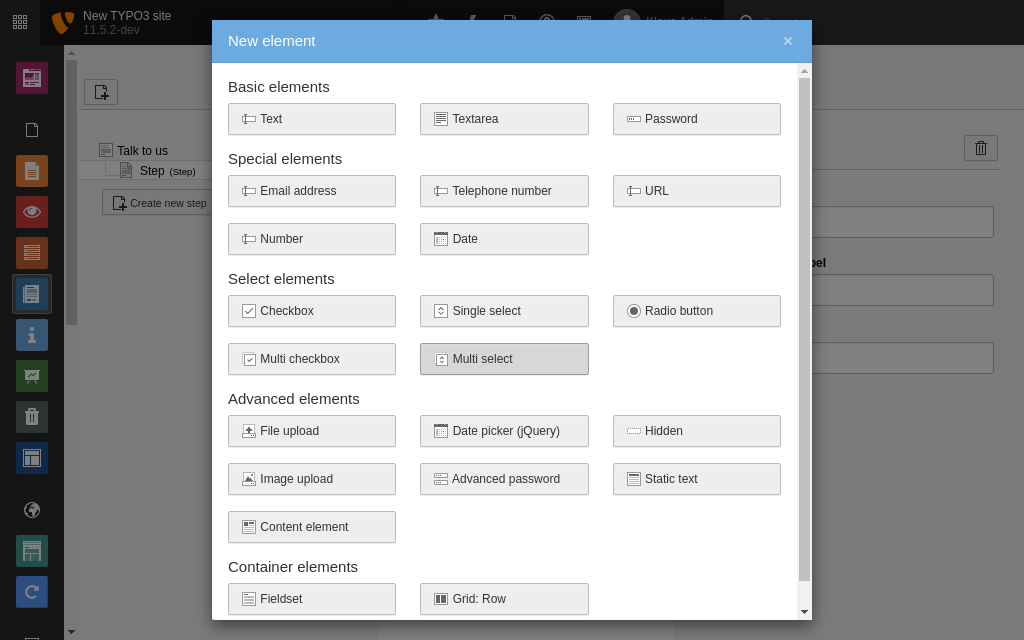 New TYPO3 site
11.5.2-dev
New element
×
Basic elements
Text
Textarea
Password
Talk to us
Step (Step)
Create new step
Special elements
Email address
Telephone number
URL
Number
Date
Select elements
Checkbox
Single select
Radio button
Multi checkbox
Multi select
Advanced elements
File upload
Date picker (jQuery)
Hidden
Image upload
Advanced password
Static text
Content element
Container elements
Fieldset
Grid: Row